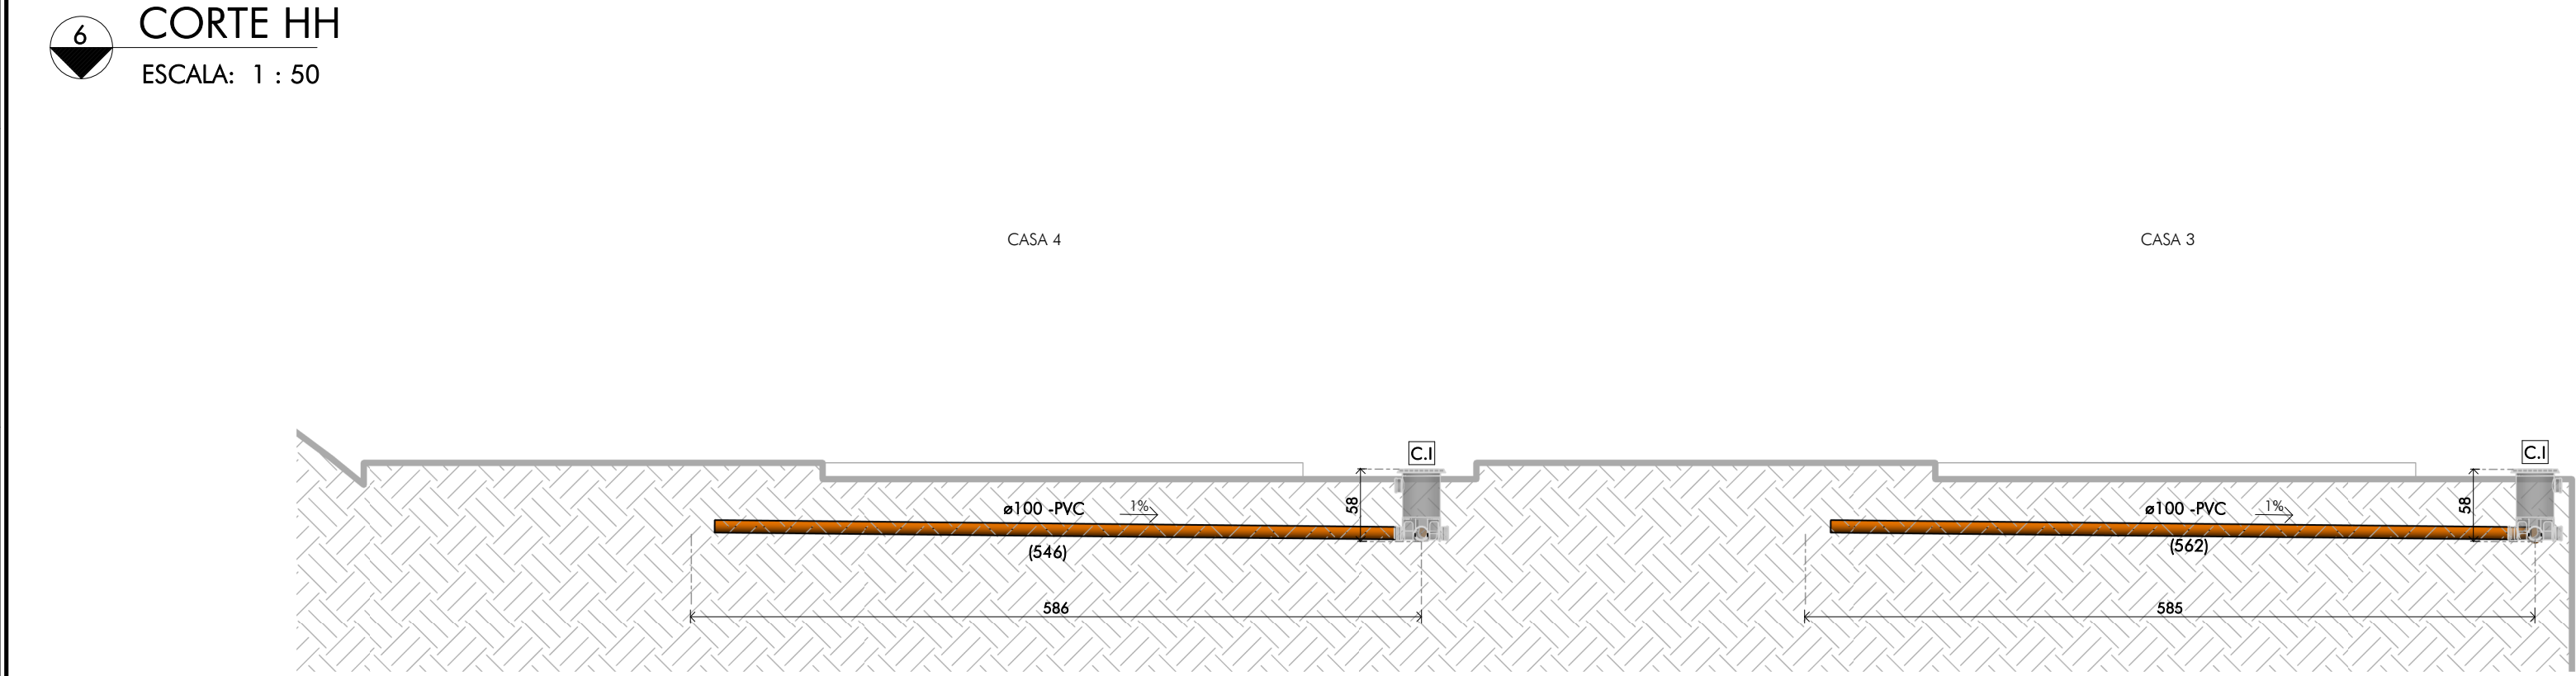 6
CORTE HH
ESCALA: 1 : 50
CASA 4
CASA 3
C.I
C.I
58
ø100 -PVC
1%
(546)
586
58
ø100 -PVC
1%
(562)
585